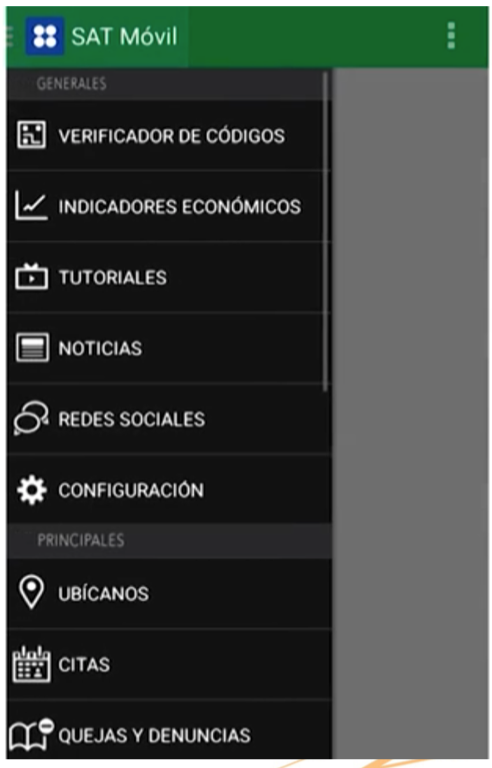 SAT Móvil
GENERALES
VERIFICADOR DE CÓDIGOS
INDICADORES ECONÓMICOS
TUTORIALES
NOTICIAS
REDES SOCIALES
CONFIGURACIÓN
PRINCIPALES
UBÍCANOS
CITAS
QUEJAS Y DENUNCIAS